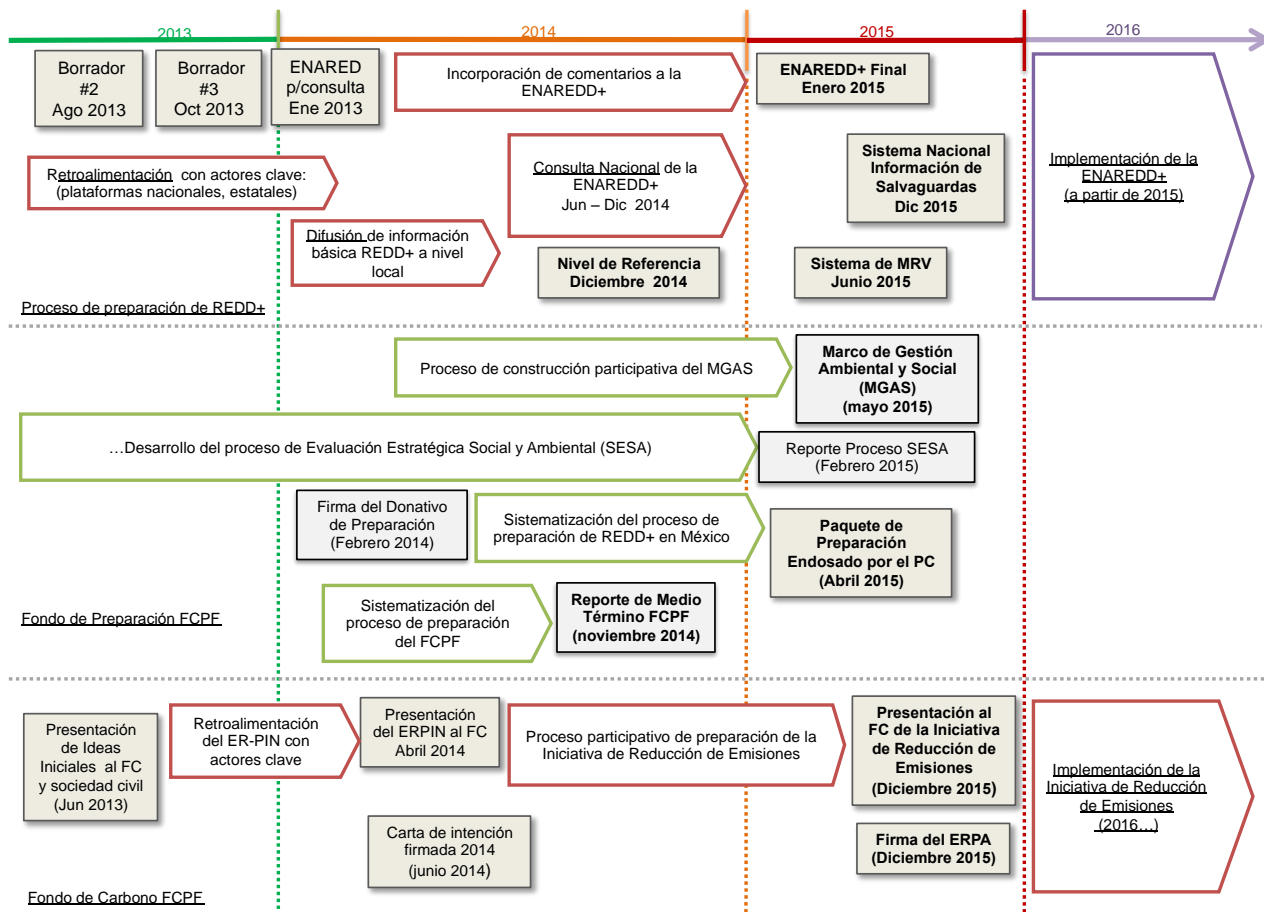 2013
2014
2015
2016
Borrador
#2
Ago 2013
Borrador
#3
Oct 2013
ENARED
p/consulta
Ene 2013
Incorporación de comentarios a la
ENAREDD+
ENAREDD+ Final
Enero 2015
Retroalimentación con actores clave:
(plataformas nacionales, estatales)
Difusión de información
básica REDD+ a nivel
local
Consulta Nacional de la
ENAREDD+
Jun – Dic 2014
Sistema Nacional
Información de
Salvaguardas
Dic 2015
Implementación de la
ENAREDD+
(a partir de 2015)
Nivel de Referencia
Diciembre 2014
Sistema de MRV
Junio 2015
Proceso de preparación de REDD+
Proceso de construcción participativa del MGAS
Marco de Gestión
Ambiental y Social
(MGAS)
(mayo 2015)
...Desarrollo del proceso de Evaluación Estratégica Social y Ambiental (SESA)
Reporte Proceso SESA
(Febrero 2015)
Firma del Donativo
de Preparación
(Febrero 2014)
Sistematización del proceso de
preparación de REDD+ en México
Paquete de
Preparación
Endosado por el PC
(Abril 2015)
Sistematización del
proceso de preparación
del FCPF
Reporte de Medio
Término FCPF
(noviembre 2014)
Fondo de Preparación FCPF
Presentación
de Ideas
Iniciales al FC
y sociedad civil
(Jun 2013)
Retroalimentación
del ER-PIN con
actores clave
Presentación
del ERPIN al FC
Abril 2014
Proceso participativo de preparación de la
Iniciativa de Reducción de Emisiones
Presentación al
FC de la Iniciativa
de Reducción de
Emisiones
(Diciembre 2015)
Implementación de la
Iniciativa de Reducción
de Emisiones
(2016...)
Carta de intención
firmada 2014
(junio 2014)
Firma del ERPA
(Diciembre 2015)
Fondo de Carbono FCPF